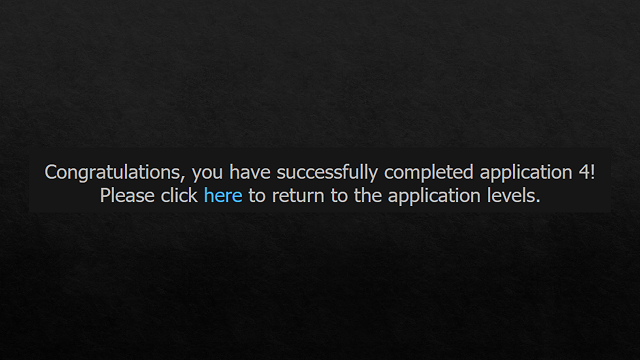 Congratulations, you have successfully completed application 4!
Please click here to return to the application levels.